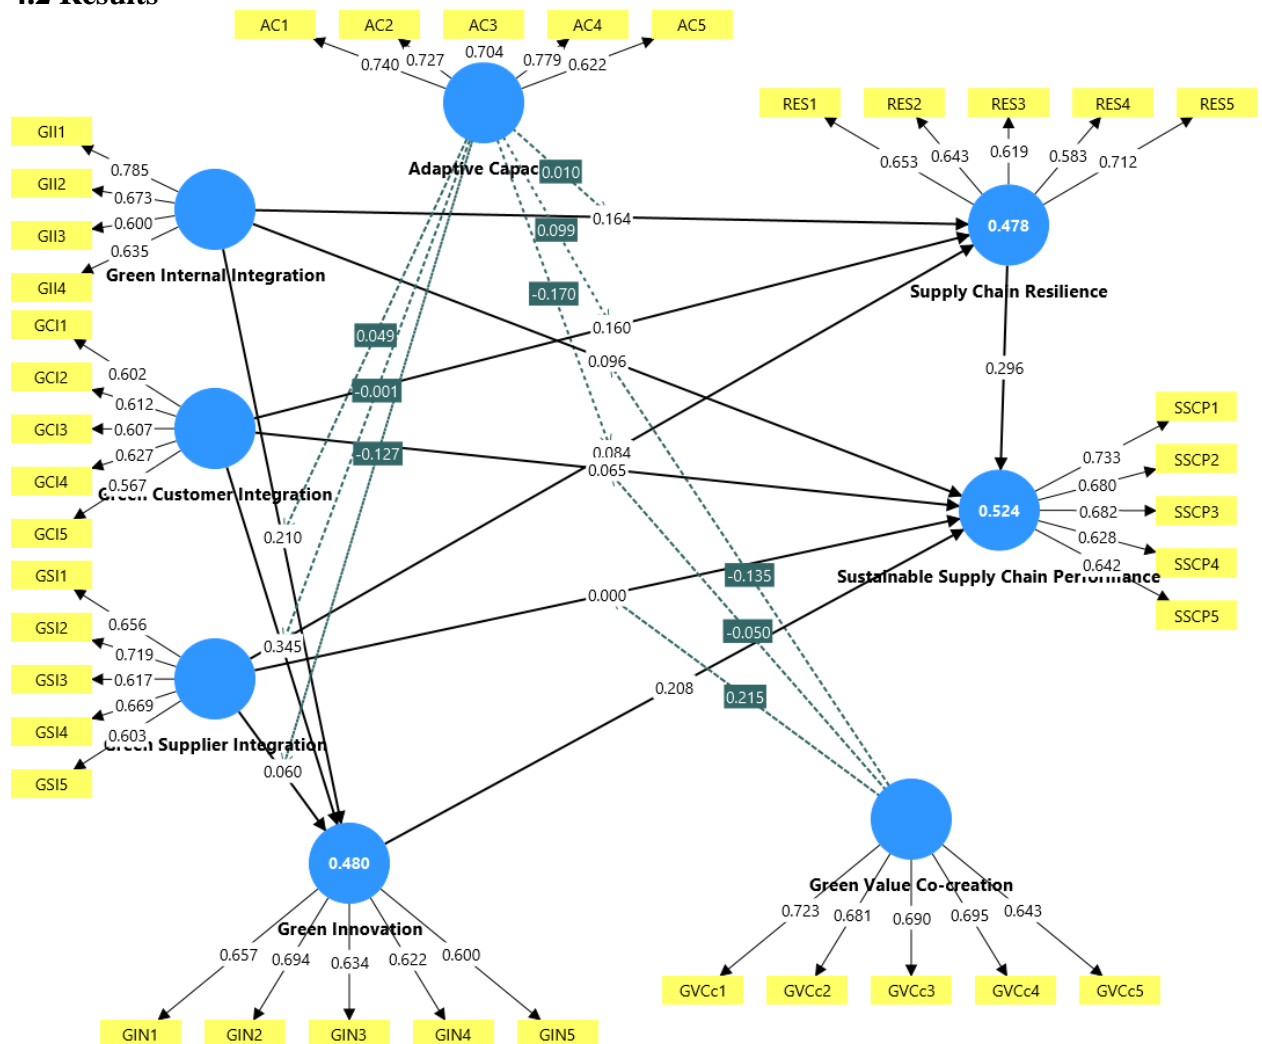 4.2 Results
AC1 AC2 AC3 AC4 AC5
0.740 0.727 0.704 0.779 0.622
Adaptive Capac
RES1 RES2 RES3 RES4 RES5
0.653 0.643 0.619 0.583 0.712
0.478
Supply Chain Resilience
GII1
GII2
GII3
GII4
0.785
0.673
0.600
0.635
Green Internal Integration
0.010
0.164
0.099
-0.170
0.160
0.096
0.049
-0.001
-0.127
0.296
GCI1
GCI2
GCI3
GCI4
GCI5
0.602
0.612
0.607
0.627
0.567
Green Customer Integration
0.084
0.065
0.210
SSCP1
SSCP2
SSCP3
SSCP4
SSCP5
0.733
0.680
0.682
0.628
0.642
0.524
Sustainable Supply Chain Performance
GSI1
GSI2
GSI3
GSI4
GSI5
0.656
0.719
0.617
0.669
0.603
Green Supplier Integration
0.345
0.000
-0.135
-0.050
0.215
0.208
0.060
0.480
Green Innovation
0.657 0.694 0.634 0.622 0.600
GIN1 GIN2 GIN3 GIN4 GIN5
Green Value Co-creation
0.723 0.681 0.690 0.695 0.643
GVCc1 GVCc2 GVCc3 GVCc4 GVCc5